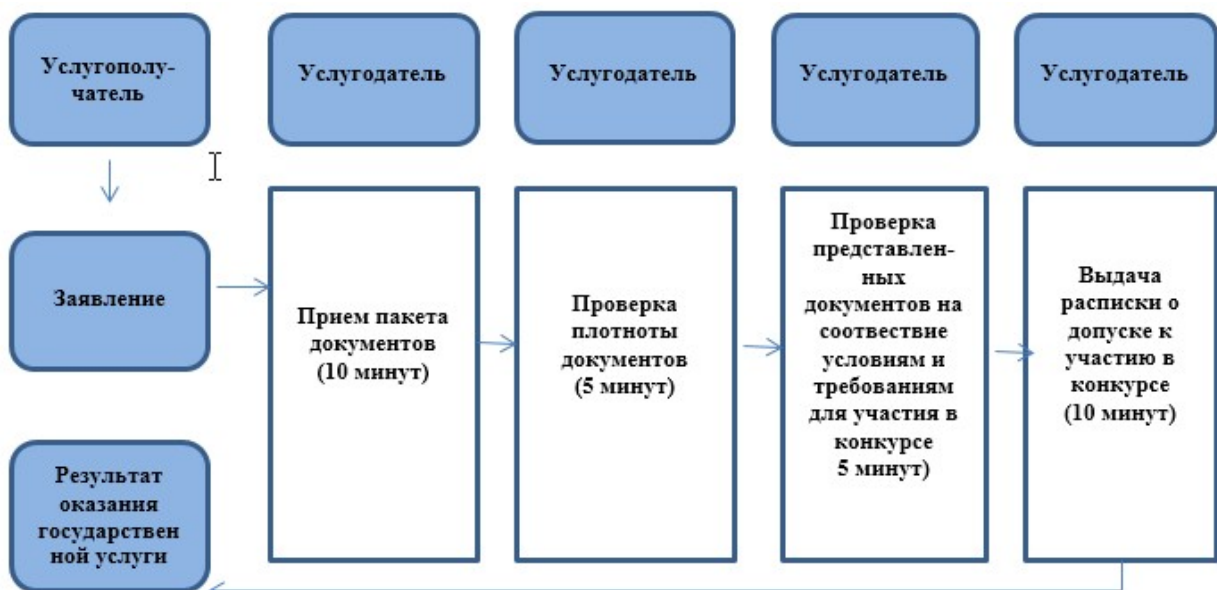 Услугополу-
чатель
Услугодатель
Услугодатель
Услугодатель
Услугодатель
Заявление
Прием пакета
документов
(10 минут)
Проверка
плотноты
документов
(5 минут)
Проверка
представлен-
ных
документов на
соотвествие
условиям и
требованиям
для участия в
конкурсе
5 минут)
Выдача
расписки о
допуске к
участию в
конкурсе
(10 минут)
Результат
оказания
государствен
ной услуги